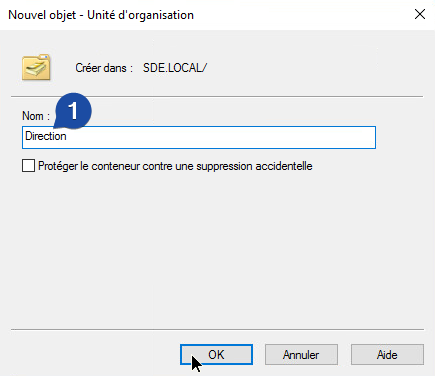 Nouvel objet - Unité d'organisation
Créer dans : SDE.LOCAL/
Nom :
1
Direction
Protéger le conteneur contre une suppression accidentelle
OK Annuler Aide